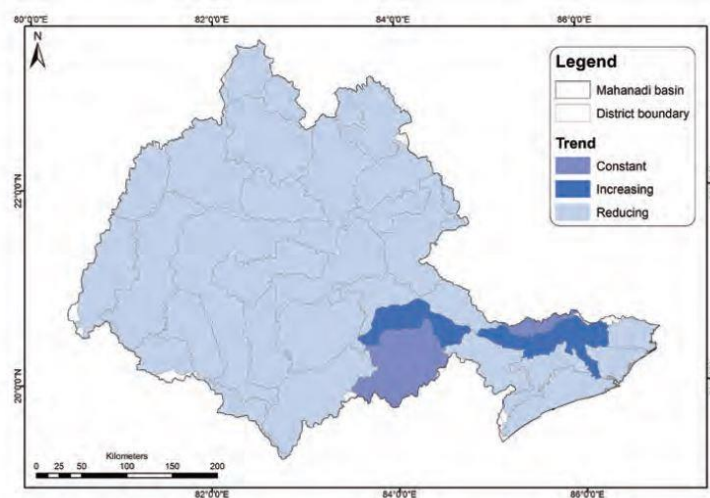 80°0'0"E
82°0'0"E
84°0'0"E
86°0'0"E
N
Legend
Mahanadi basin
District boundary
Trend
Constant
Increasing
Reducing
22°0'0"N
20°0'0"N
Kilometers
0 25 50 100 150 200
82°0'0"E
84°0'0"E
86°0'0"E